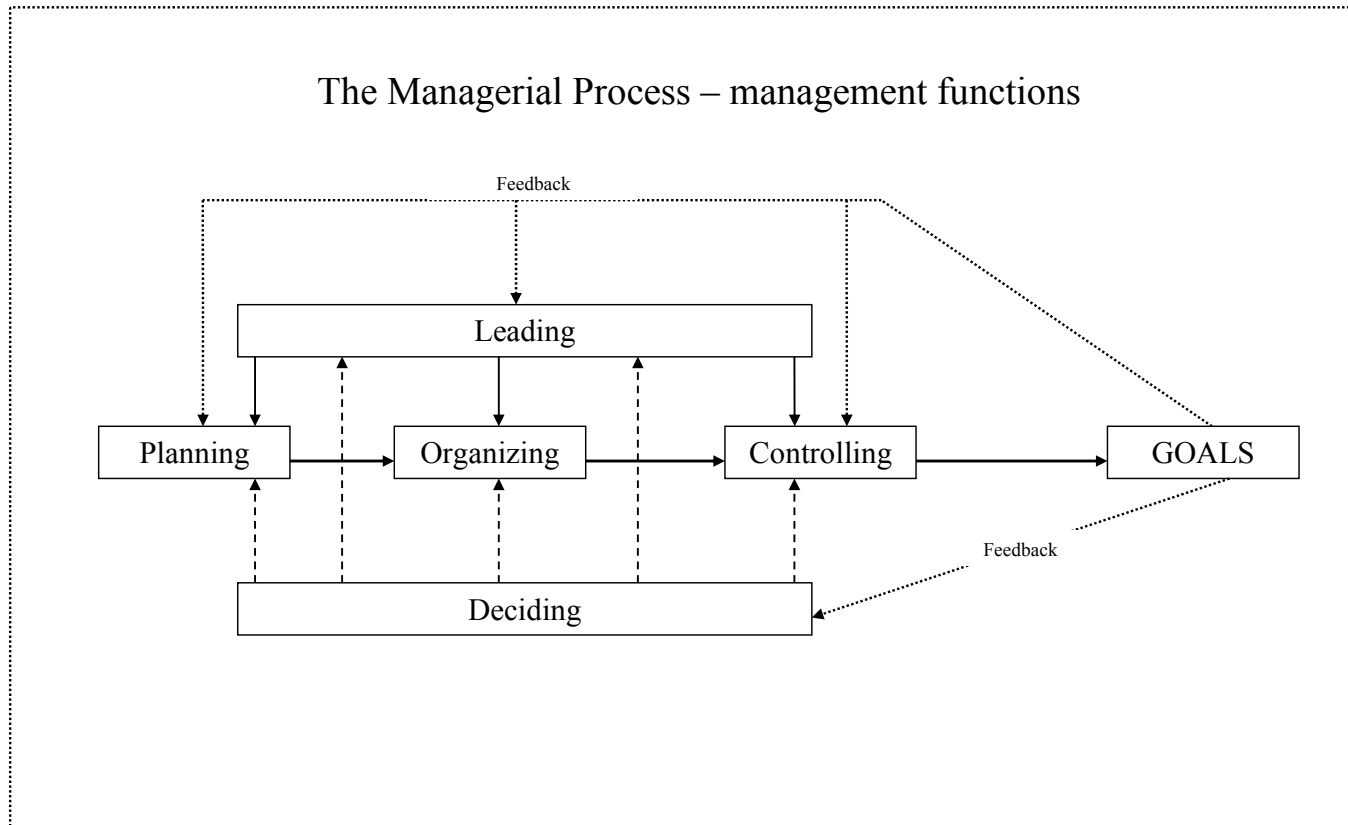 The Managerial Process – management functions
Feedback
Leading
Planning
Organizing
Controlling
GOALS
Feedback
Deciding